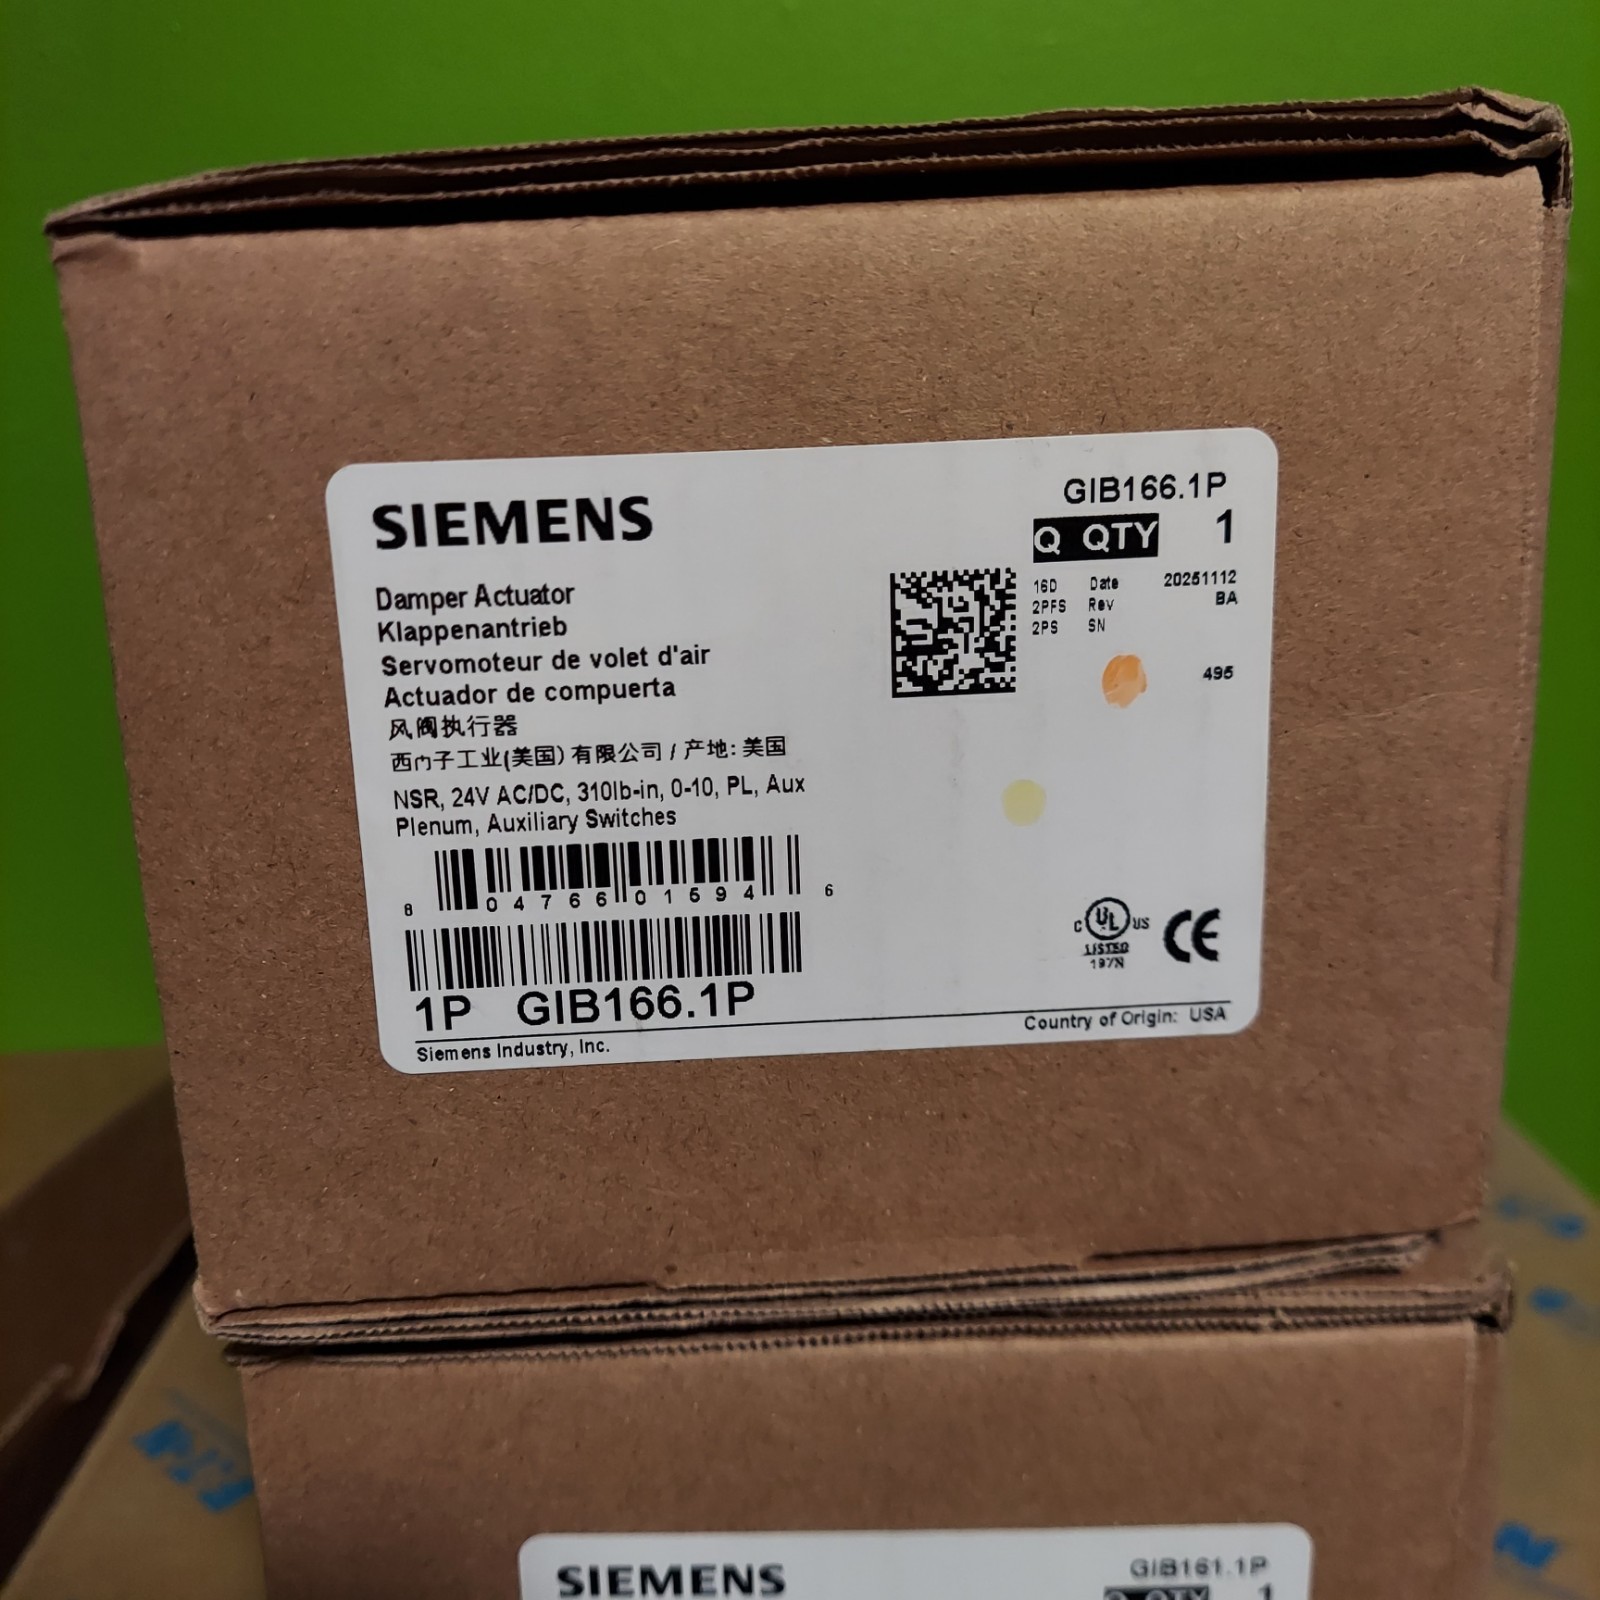 SIEMENS
GIB166.1P
Q QTY 1
16D Date 20251112
2PFS Rev BA
2PS SN
495
Damper Actuator
Klappenantrieb
Servomoteur de volet d'air
Actuador de compuerta
风阀执行器
西门子工业(美国)有限公司 / 产地: 美国
NSR, 24V AC/DC, 310lb-in, 0-10, PL, Aux
Plenum, Auxiliary Switches
8 04766 01594 6
1P GIB166.1P
C UL US
LISTED
197N
CE
Siemens Industry, Inc.
Country of Origin: USA
SIEMENS
GIB161.1P
Q QTY 1